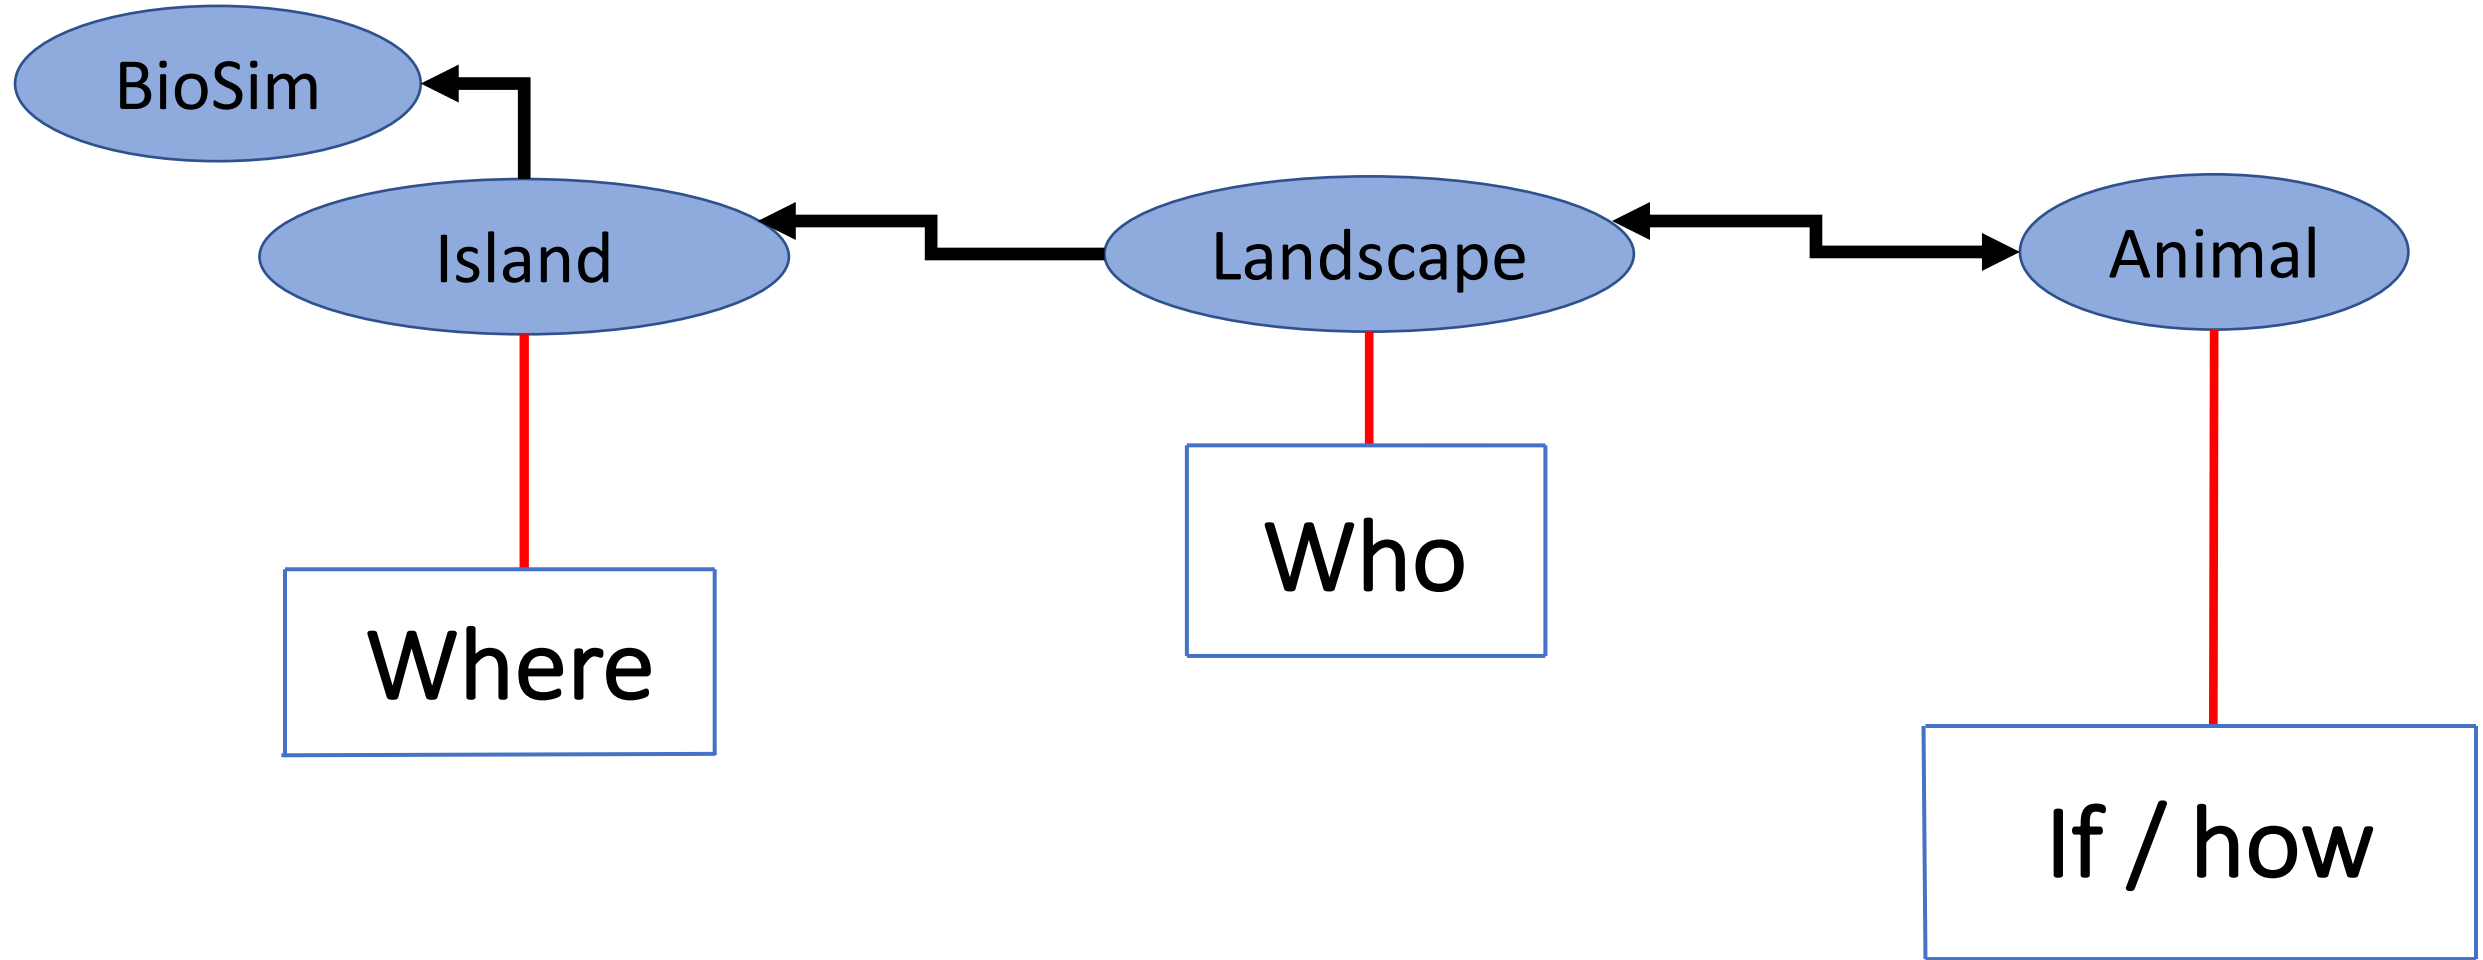 BioSim
Island
Landscape
Animal
Who
Where
If / how